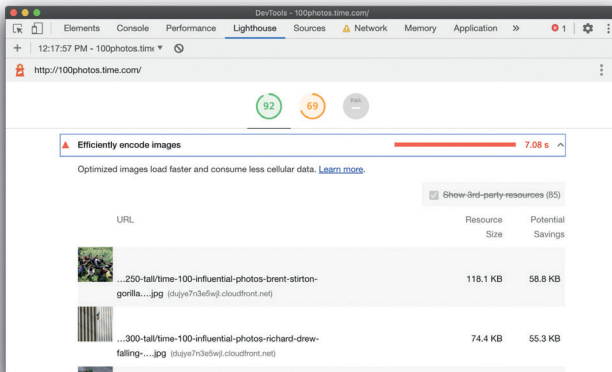 DevTools - 100photos.time.com/
Elements Console Performance Lighthouse Sources Network Memory Application » 1
+ 12:17:57 PM - 100photos.time
http://100photos.time.com/
92 69 PWA
Efficiently encode images 7.08 s
Optimized images load faster and consume less cellular data. Learn more.
Show 3rd-party resources (85)
URL Resource Size Potential Savings
...250-tall/time-100-influential-photos-brent-stirton-
gorilla....jpg (dujye7n3e5wjl.cloudfront.net) 118.1 KB 58.8 KB
...300-tall/time-100-influential-photos-richard-drew-
falling-....jpg (dujye7n3e5wjl.cloudfront.net) 74.4 KB 55.3 KB